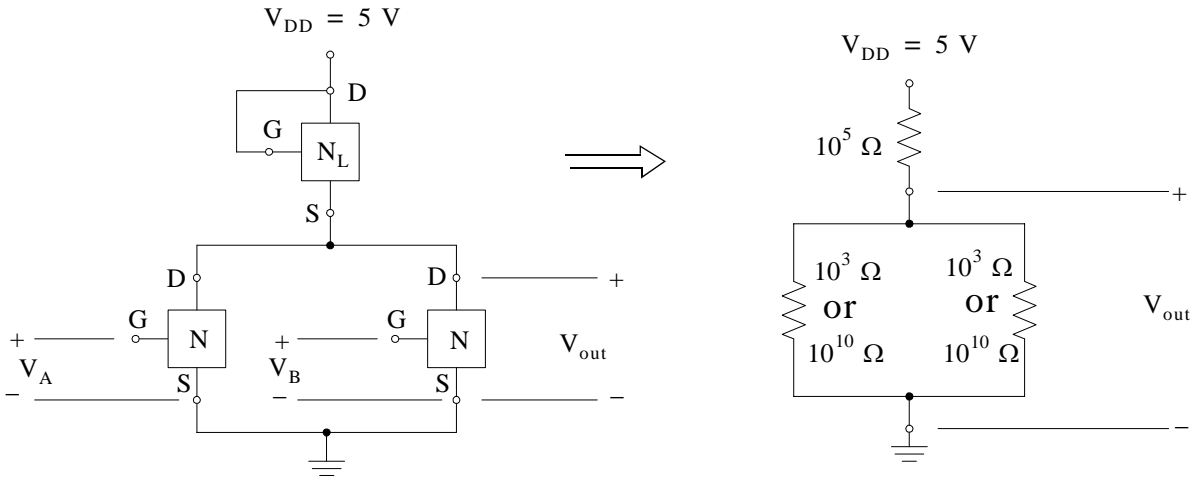 V_DD = 5 V
D
G
N_L
S
D
D
G
N
G
N
+
V_A
−
S
+
V_B
−
S
+
V_out
−
V_DD = 5 V
10^5 Ω
+
10^3 Ω
or
10^10 Ω
10^3 Ω
or
10^10 Ω
V_out
−